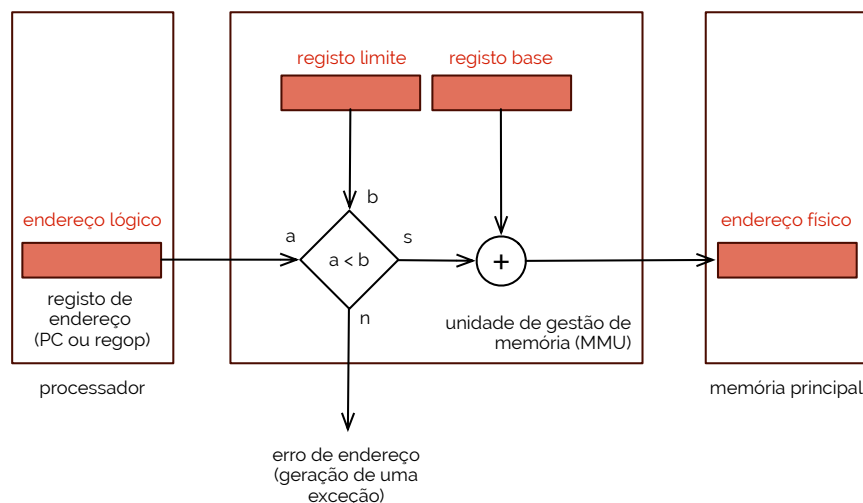 registo limite
registo base
b
endereço lógico
a
s
endereço físico
a < b
+
registo de
endereço
(PC ou regop)
n
unidade de gestão de
memória (MMU)
processador
memória principal
erro de endereço
(geração de uma
exceção)